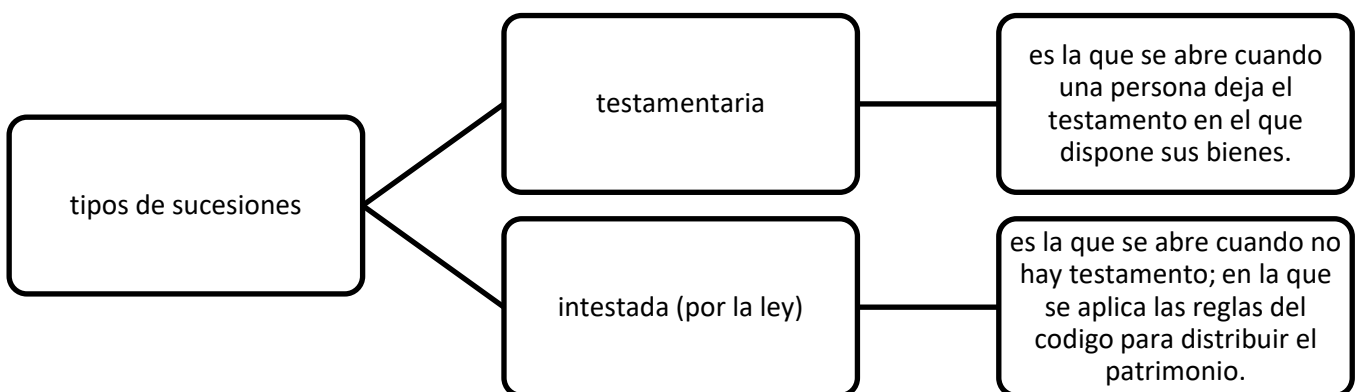 tipos de sucesiones
testamentaria
es la que se abre cuando
una persona deja el
testamento en el que
dispone sus bienes.
intestada (por la ley)
es la que se abre cuando no
hay testamento; en la que
se aplica las reglas del
codigo para distribuir el
patrimonio.